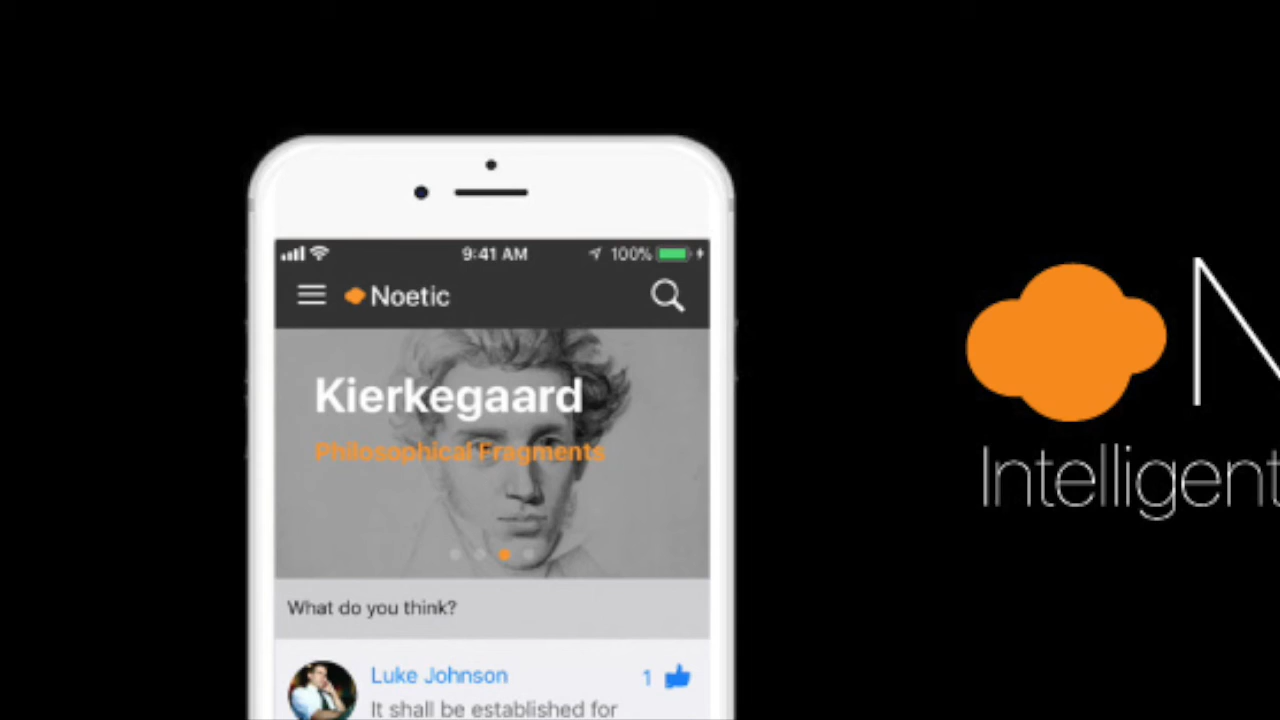 9:41 AM 100%
Noetic
Kierkegaard
Philosophical Fragments
What do you think?
Luke Johnson 1
It shall be established for
N
Intelligent